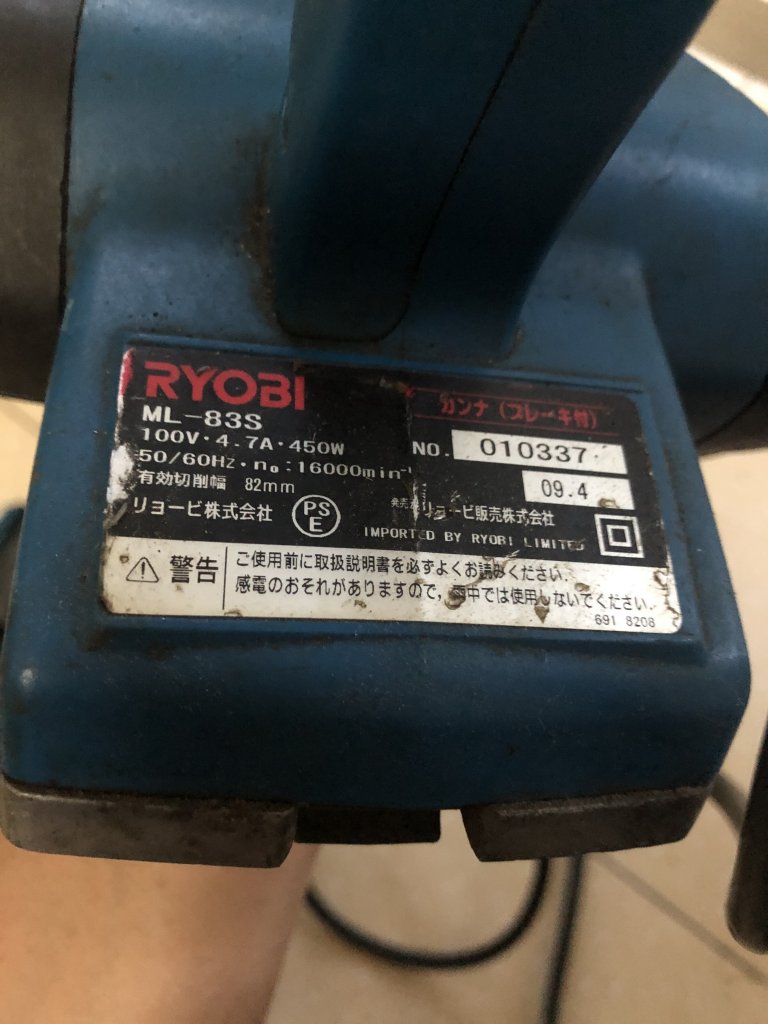 RYOBI
カンナ(ブレーキ付)
ML-83S
100V・4.7A・450W
NO. 010337
50/60Hz・n₀:16000min⁻¹
09.4
有効切削幅 82mm
リョービ株式会社
PS
E
発売元 リョービ販売株式会社
IMPORTED BY RYOBI LIMITED
警告
ご使用前に取扱説明書を必ずよくお読みください.
感電のおそれがありますので, 雨中では使用しないでください.
691 8208